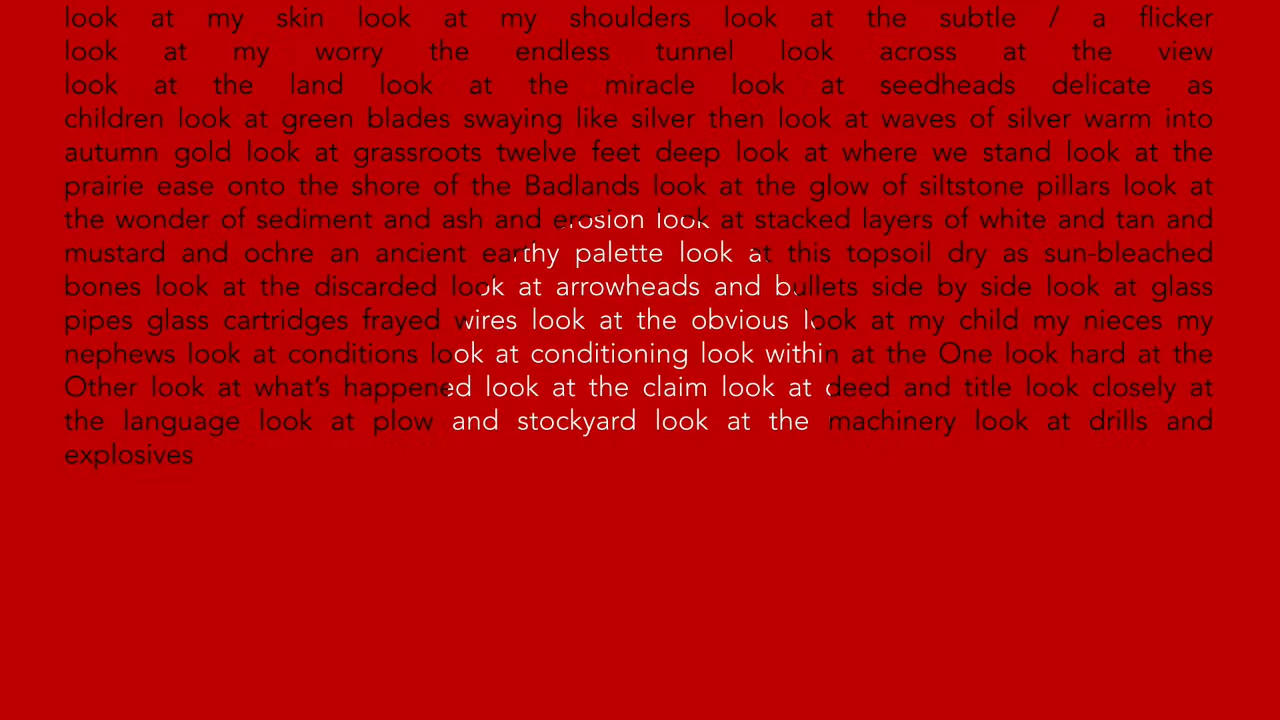 look at my skin look at my shoulders look at the subtle / a flicker
look at my worry the endless tunnel look across at the view
look at the land look at the miracle look at seedheads delicate as
children look at green blades swaying like silver then look at waves of silver warm into
autumn gold look at grassroots twelve feet deep look at where we stand look at the
prairie ease onto the shore of the Badlands look at the glow of siltstone pillars look at
the wonder of sediment and ash and erosion look at stacked layers of white and tan and
mustard and ochre an ancient earthy palette look at this topsoil dry as sun-bleached
bones look at the discarded look at arrowheads and bullets side by side look at glass
pipes glass cartridges frayed wires look at the obvious look at my child my nieces my
nephews look at conditions look at conditioning look within at the One look hard at the
Other look at what’s happened look at the claim look at deed and title look closely at
the language look at plow and stockyard look at the machinery look at drills and
explosives